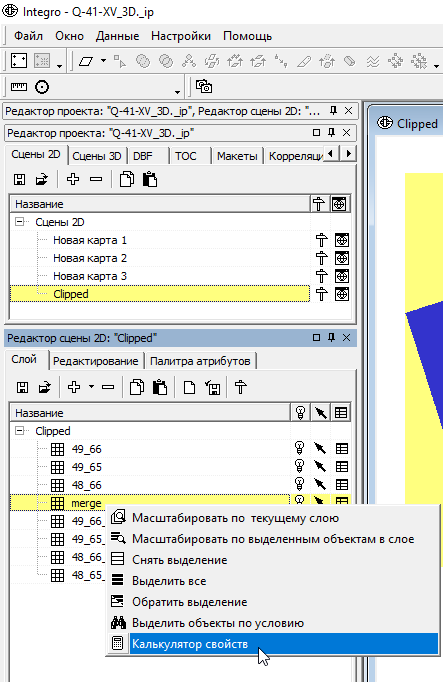 Integro - Q-41-XV_3D._ip
Файл Окно Данные Настройки Помощь
Редактор проекта: "Q-41-XV_3D._ip", Редактор сцены 2D: "...
Редактор проекта: "Q-41-XV_3D._ip"
Clipped
Сцены 2D Сцены 3D DBF ТОС Макеты Корреляци
Название
Сцены 2D
Новая карта 1
Новая карта 2
Новая карта 3
Clipped
Редактор сцены 2D: "Clipped"
Слой Редактирование Палитра атрибутов
Название
Clipped
49_66
49_65
48_66
merge
49_66_
49_65_
48_66_
48_65_
Масштабировать по текущему слою
Масштабировать по выделенным объектам в слое
Снять выделение
Выделить все
Обратить выделение
Выделить объекты по условию
Калькулятор свойств